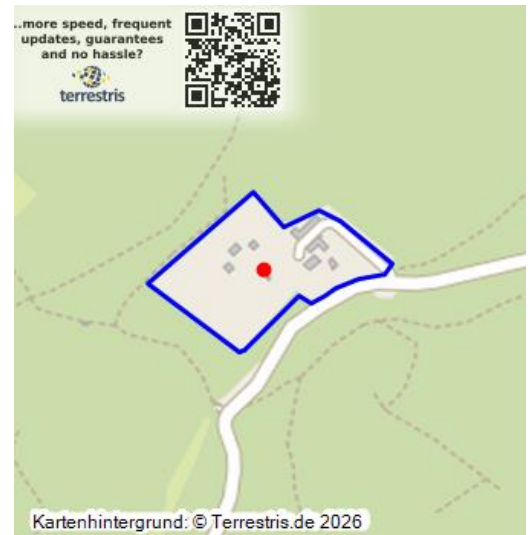 ..more speed, frequent
updates, guarantees
and no hassle?
terrestris
Kartenhintergrund: © Terrestris.de 2026